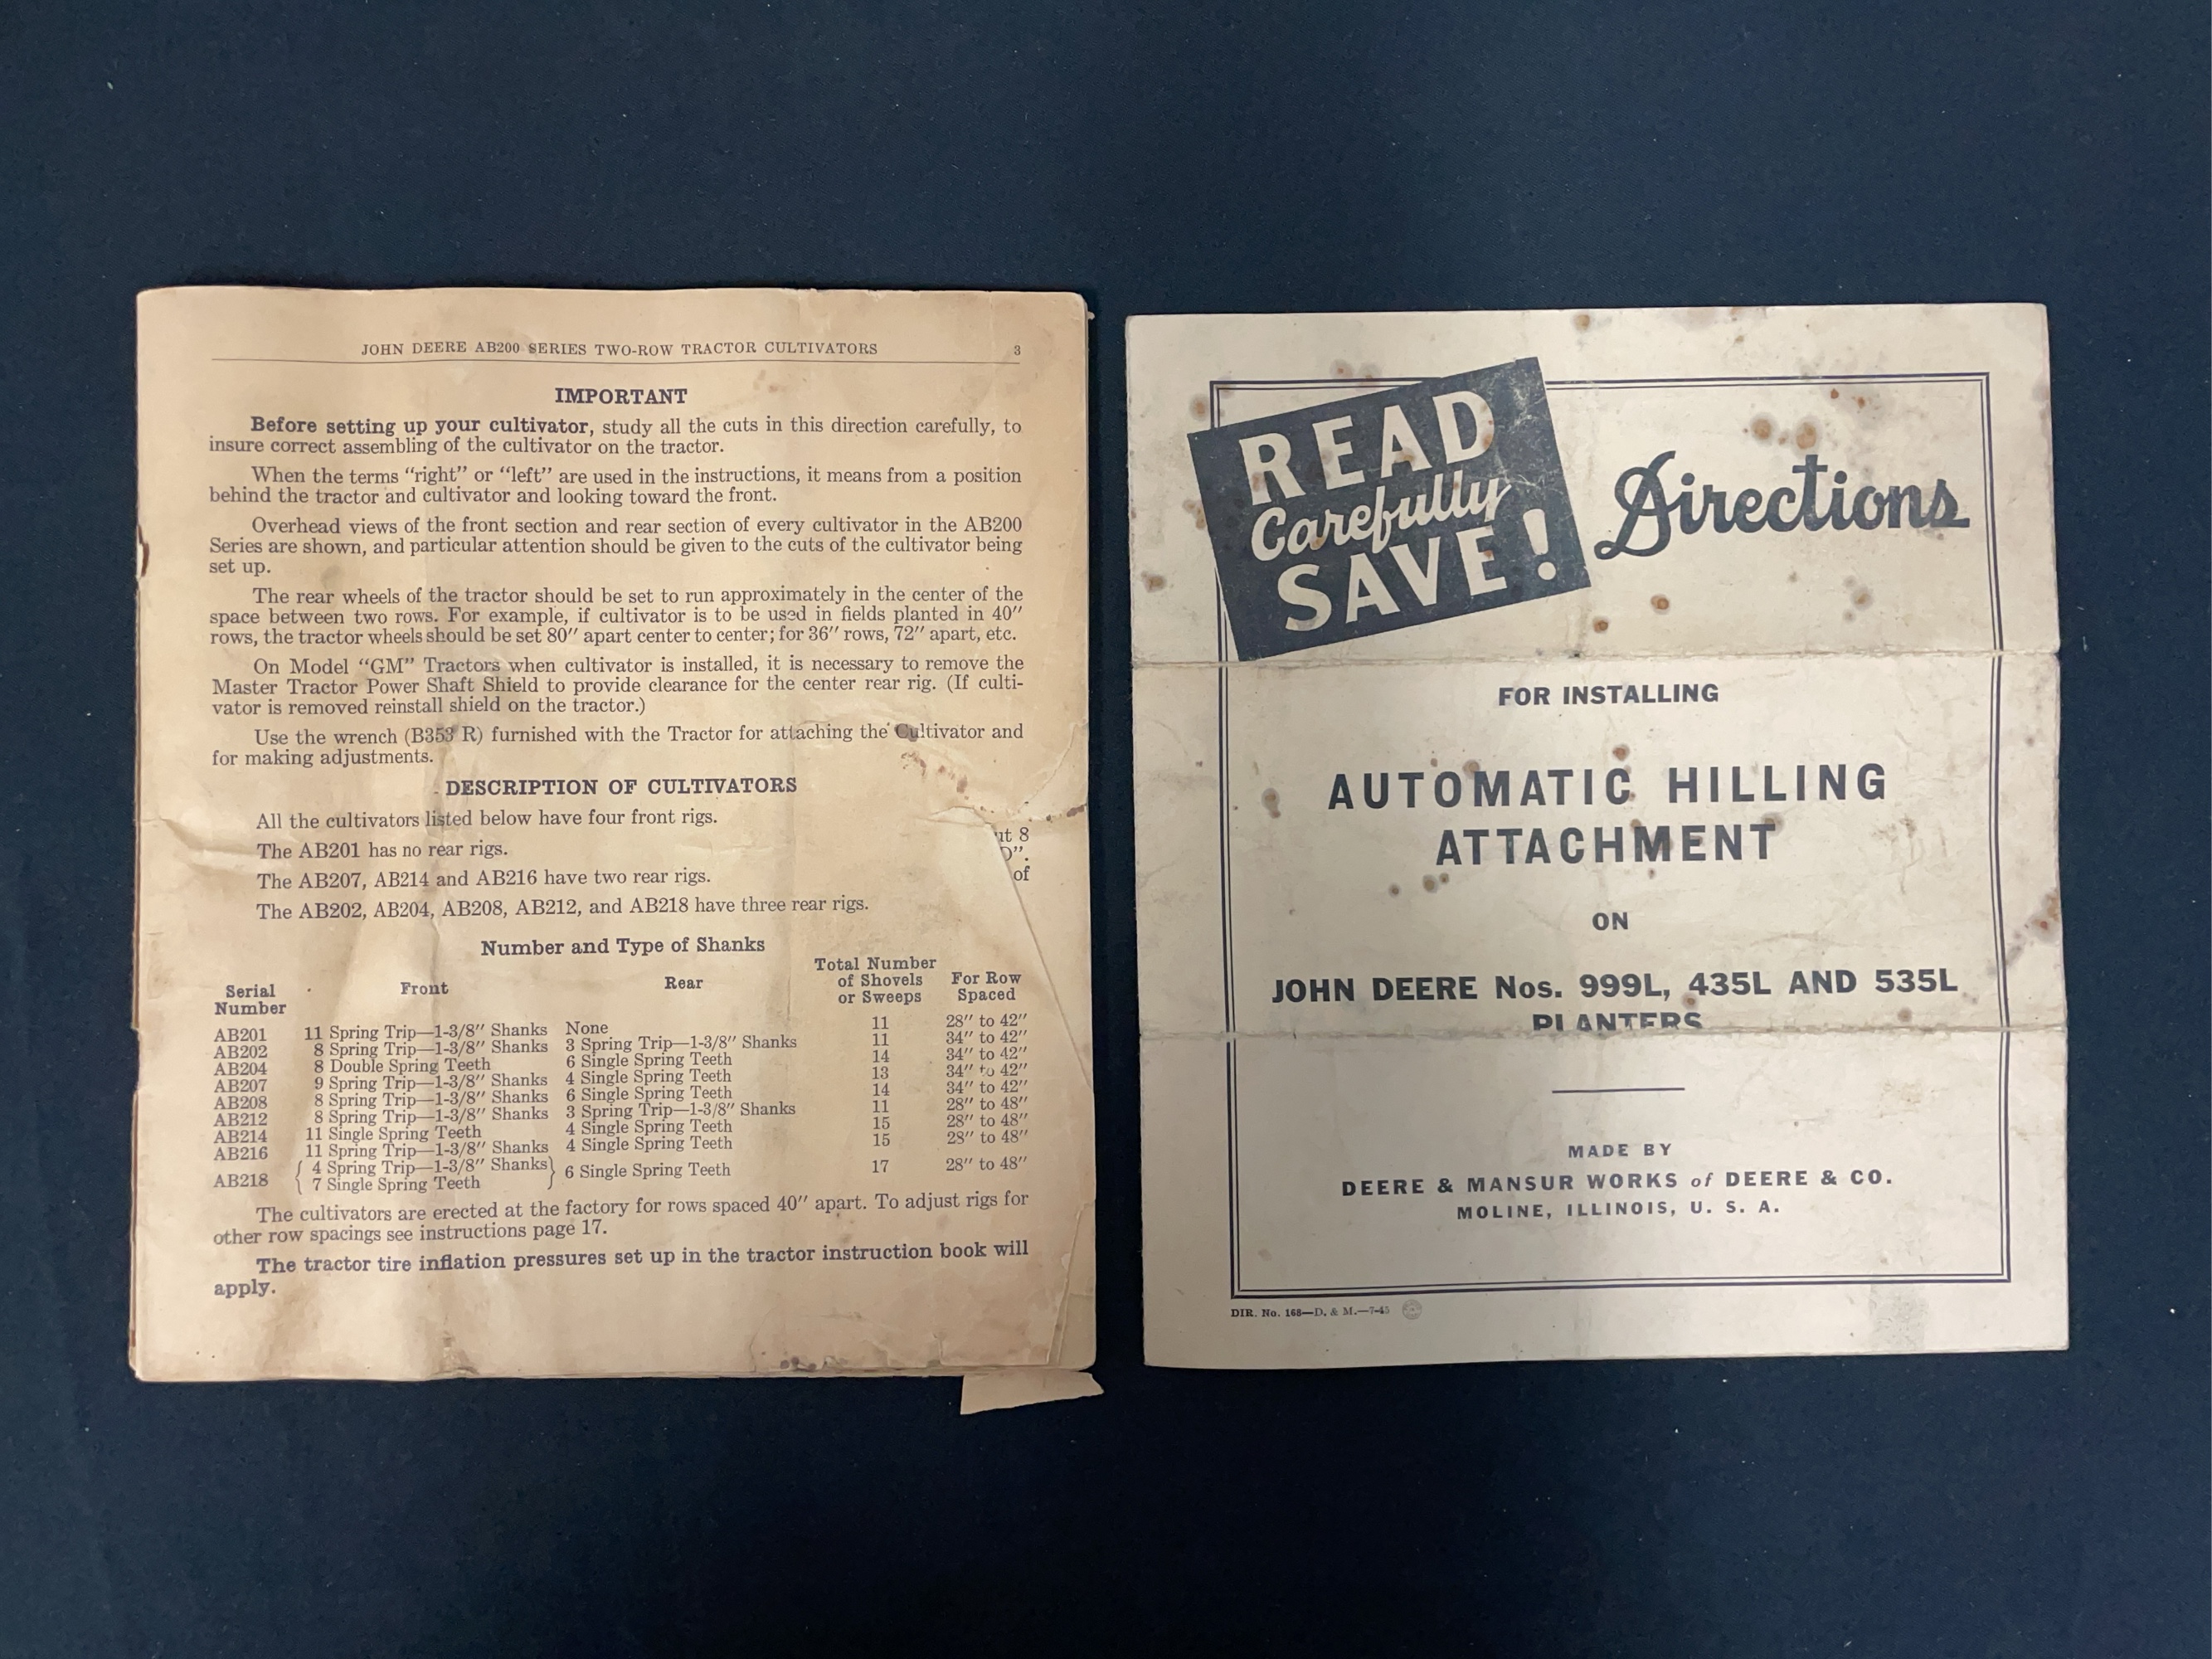 JOHN DEERE AB200 SERIES TWO-ROW TRACTOR CULTIVATORS 3
IMPORTANT
Before setting up your cultivator, study all the cuts in this direction carefully, to
insure correct assembling of the cultivator on the tractor.
When the terms "right" or "left" are used in the instructions, it means from a position
behind the tractor and cultivator and looking toward the front.
Overhead views of the front section and rear section of every cultivator in the AB200
Series are shown, and particular attention should be given to the cuts of the cultivator being
set up.
The rear wheels of the tractor should be set to run approximately in the center of the
space between two rows. For example, if cultivator is to be used in fields planted in 40″
rows, the tractor wheels should be set 80″ apart center to center; for 36″ rows, 72″ apart, etc.
On Model "GM" Tractors when cultivator is installed, it is necessary to remove the
Master Tractor Power Shaft Shield to provide clearance for the center rear rig. (If culti-
vator is removed reinstall shield on the tractor.)
Use the wrench (B353 R) furnished with the Tractor for attaching the Cultivator and
for making adjustments.
DESCRIPTION OF CULTIVATORS
All the cultivators listed below have four front rigs.
8
The AB201 has no rear rigs.
The AB207, AB214 and AB216 have two rear rigs.
of
The AB202, AB204, AB208, AB212, and AB218 have three rear rigs.
Number and Type of Shanks
Serial Number Front Rear Total Number of Shovels or Sweeps For Row Spaced
AB201 11 Spring Trip—1-3/8″ Shanks None 11 28″ to 42″
AB202 8 Spring Trip—1-3/8″ Shanks 3 Spring Trip—1-3/8″ Shanks 11 34″ to 42″
AB204 8 Double Spring Teeth 6 Single Spring Teeth 14 34″ to 42″
AB207 9 Spring Trip—1-3/8″ Shanks 4 Single Spring Teeth 13 34″ to 42″
AB208 8 Spring Trip—1-3/8″ Shanks 6 Single Spring Teeth 14 34″ to 42″
AB212 8 Spring Trip—1-3/8″ Shanks 3 Spring Trip—1-3/8″ Shanks 11 28″ to 48″
AB214 11 Single Spring Teeth 4 Single Spring Teeth 15 28″ to 48″
AB216 11 Spring Trip—1-3/8″ Shanks 4 Single Spring Teeth 15 28″ to 48″
AB218 { 4 Spring Trip—1-3/8″ Shanks } 6 Single Spring Teeth 17 28″ to 48″
7 Single Spring Teeth
The cultivators are erected at the factory for rows spaced 40″ apart. To adjust rigs for
other row spacings see instructions page 17.
The tractor tire inflation pressures set up in the tractor instruction book will
apply.
READ
Carefully
SAVE!
Directions
FOR INSTALLING
AUTOMATIC HILLING
ATTACHMENT
ON
JOHN DEERE Nos. 999L, 435L AND 535L
PLANTERS
MADE BY
DEERE & MANSUR WORKS of DEERE & CO.
MOLINE, ILLINOIS, U. S. A.
DIR. No. 168—D. & M.—7-45